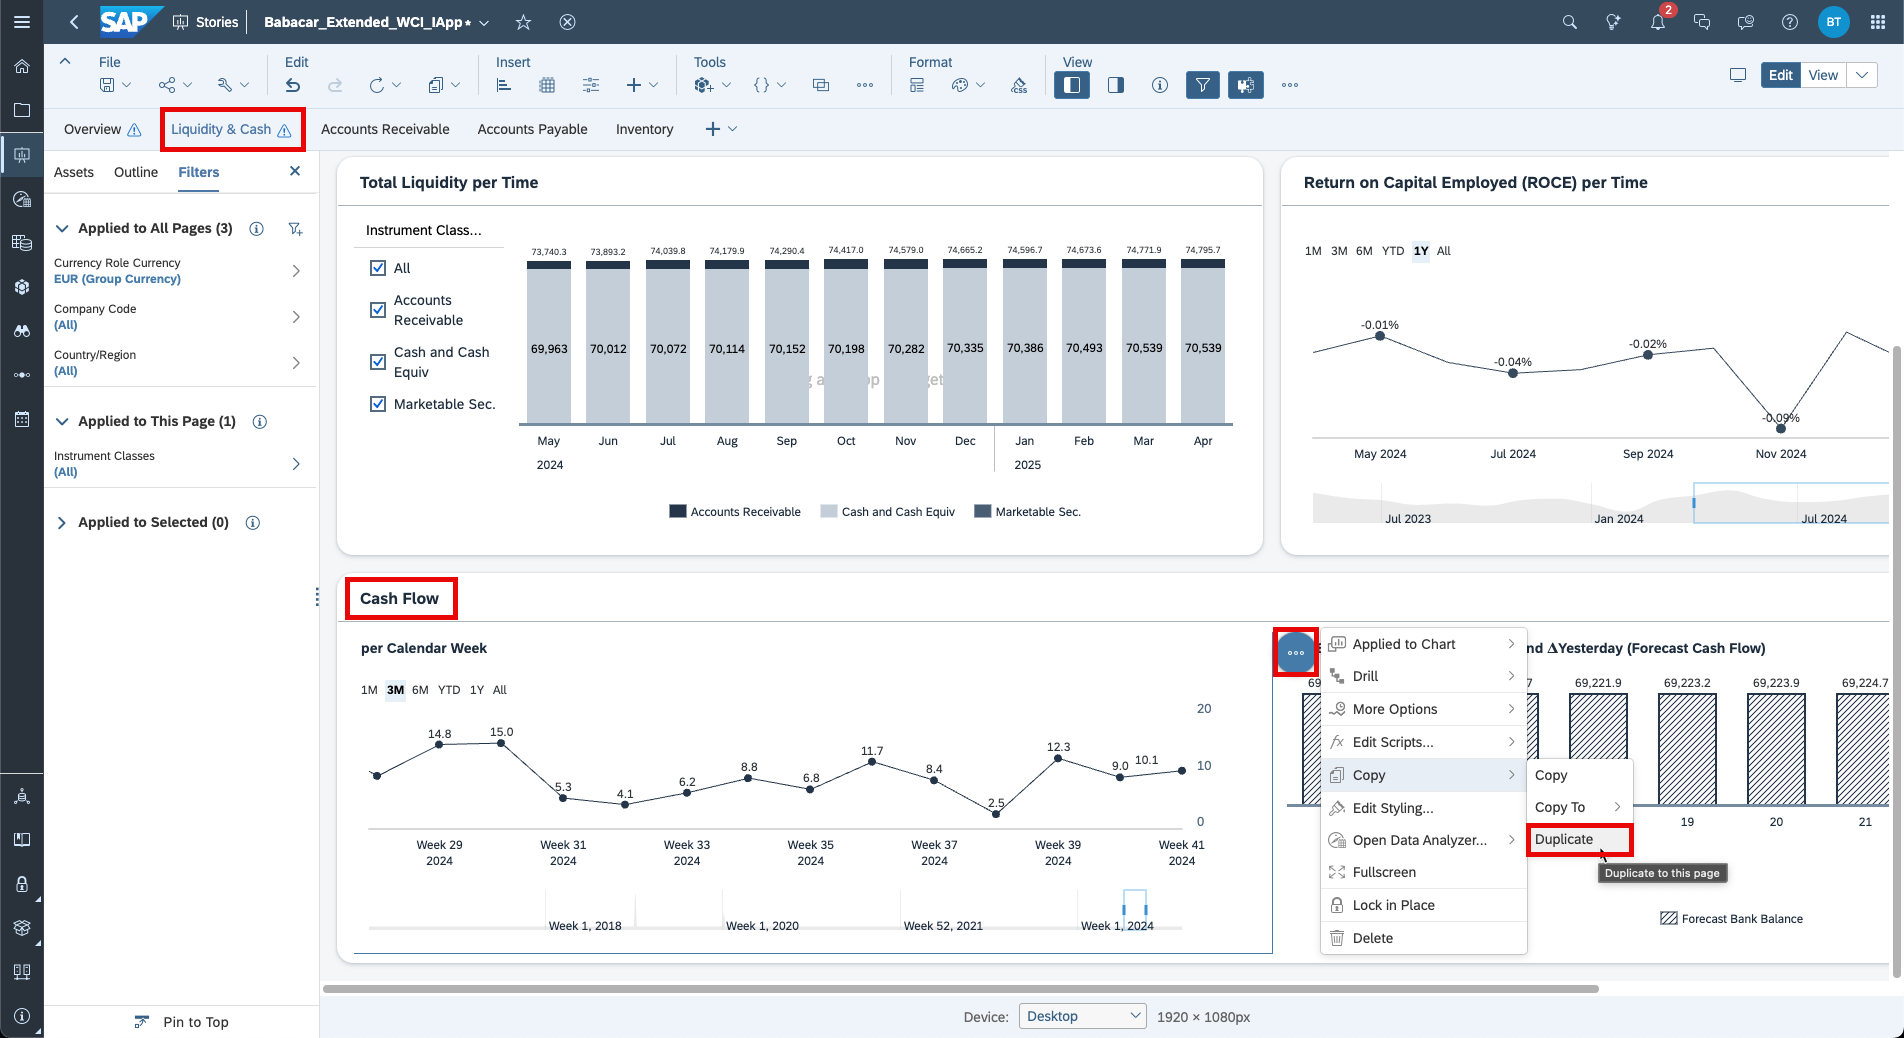 SAP Stories Babacar_Extended_WCI_IApp* 2 BT
File Edit Insert Tools Format View
CSS Edit View
Overview Liquidity & Cash Accounts Receivable Accounts Payable Inventory
Assets Outline Filters
Applied to All Pages (3)
Currency Role Currency
EUR (Group Currency)
Company Code
(All)
Country/Region
(All)
Applied to This Page (1)
Instrument Classes
(All)
Applied to Selected (0)
Pin to Top
Total Liquidity per Time
Instrument Class...
All
Accounts
Receivable
Cash and Cash
Equiv
Marketable Sec.
73,740.3 73,893.2 74,039.8 74,179.9 74,290.4 74,417.0 74,579.0 74,665.2 74,596.7 74,673.6 74,771.9 74,795.7
69,963 70,012 70,072 70,114 70,152 70,198 70,282 70,335 70,386 70,493 70,539 70,539
May Jun Jul Aug Sep Oct Nov Dec Jan Feb Mar Apr
2024 2025
Accounts Receivable Cash and Cash Equiv Marketable Sec.
Return on Capital Employed (ROCE) per Time
1M 3M 6M YTD 1Y All
-0.01%
-0.02%
-0.04%
-0.09%
May 2024 Jul 2024 Sep 2024 Nov 2024
Jul 2023 Jan 2024 Jul 2024
Cash Flow
per Calendar Week
1M 3M 6M YTD 1Y All
20
10
0
14.8 15.0 5.3 4.1 6.2 8.8 6.8 11.7 8.4 2.5 12.3 9.0 10.1
Week 29 Week 31 Week 33 Week 35 Week 37 Week 39 Week 41
2024 2024 2024 2024 2024 2024 2024
Week 1, 2018 Week 1, 2020 Week 52, 2021 Week 1, 2024
nd ΔYesterday (Forecast Cash Flow)
69 7 69,221.9 69,223.2 69,223.9 69,224.7
19 20 21
Forecast Bank Balance
Applied to Chart
Drill
More Options
fx Edit Scripts...
Copy
Edit Styling...
Open Data Analyzer...
Fullscreen
Lock in Place
Delete
Copy
Copy To
Duplicate
Duplicate to this page
Device: Desktop 1920 × 1080px